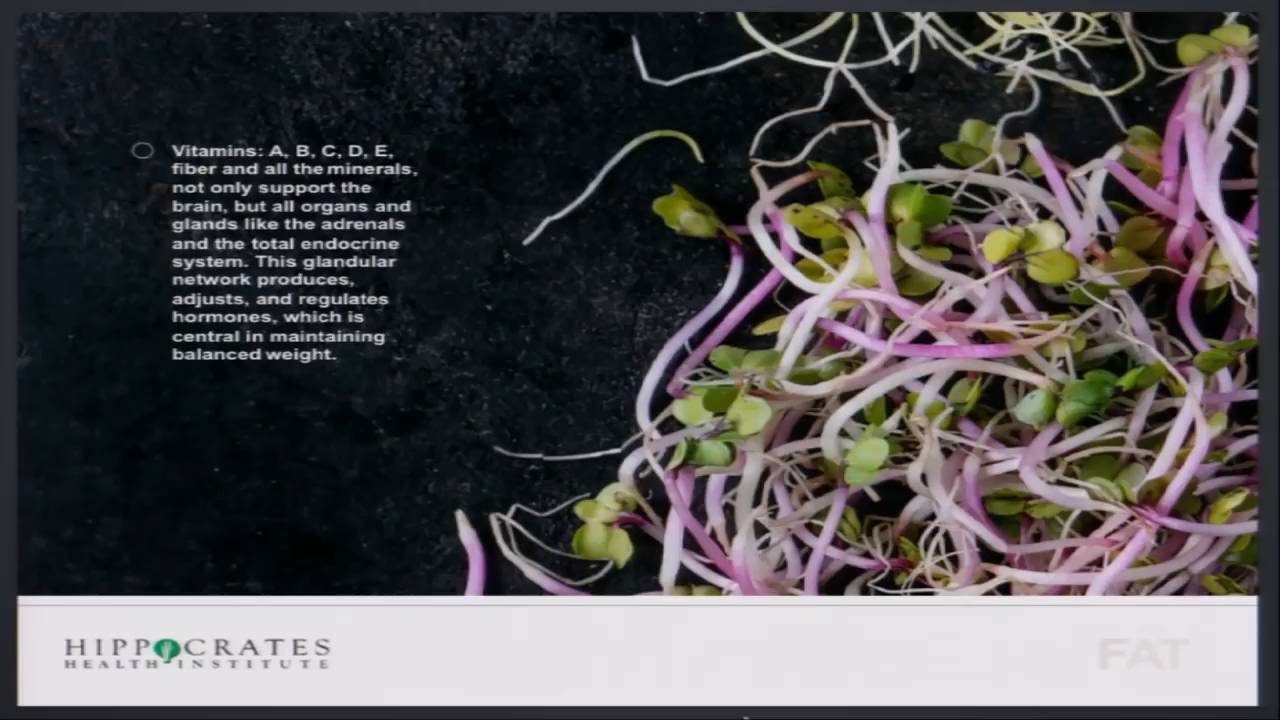 Vitamins: A, B, C, D, E,
fiber and all the minerals,
not only support the
brain, but all organs and
glands like the adrenals
and the total endocrine
system. This glandular
network produces,
adjusts, and regulates
hormones, which is
central in maintaining
balanced weight.
HIPPOCRATES
HEALTH INSTITUTE
FAT